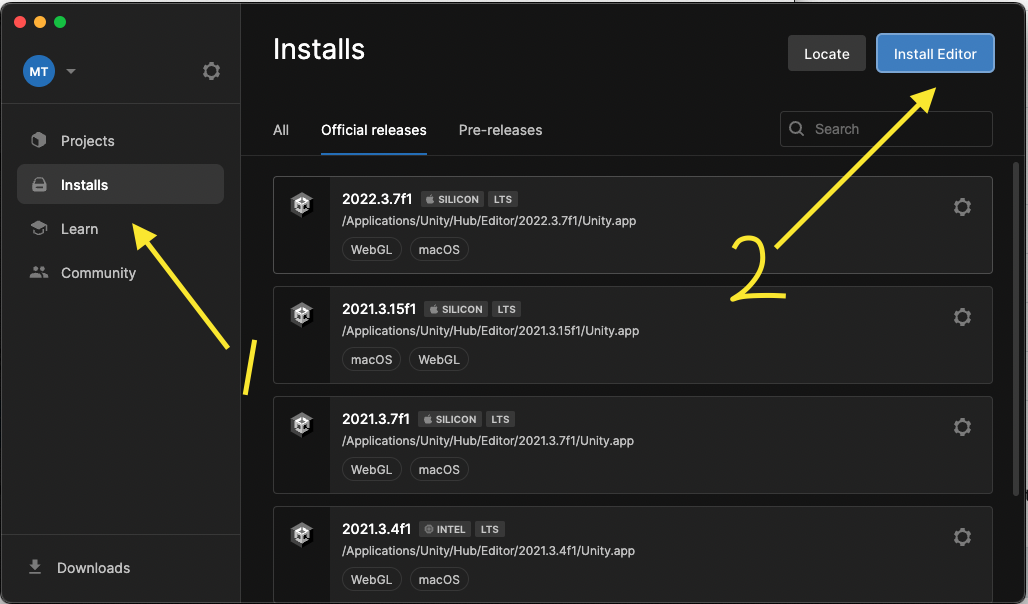 MT
Projects
Installs
Learn
Community
Downloads
Installs
Locate
Install Editor
All Official releases Pre-releases
Search
2022.3.7f1 SILICON LTS
/Applications/Unity/Hub/Editor/2022.3.7f1/Unity.app
WebGL macOS
2021.3.15f1 SILICON LTS
/Applications/Unity/Hub/Editor/2021.3.15f1/Unity.app
macOS WebGL
2021.3.7f1 SILICON LTS
/Applications/Unity/Hub/Editor/2021.3.7f1/Unity.app
WebGL macOS
2021.3.4f1 INTEL LTS
/Applications/Unity/Hub/Editor/2021.3.4f1/Unity.app
WebGL macOS
1
2